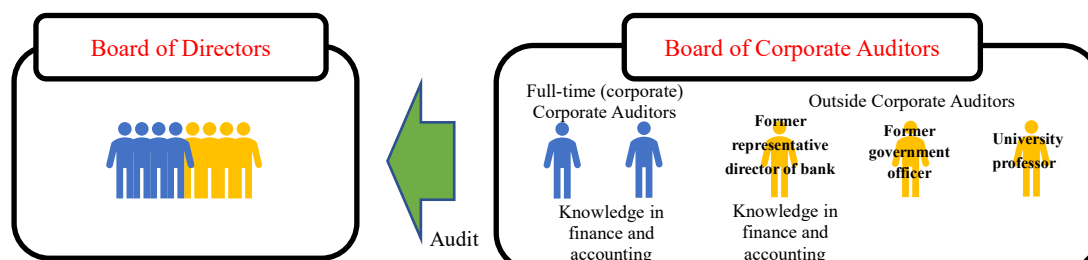 Board of Directors
Board of Corporate Auditors
Full-time (corporate)
Corporate Auditors
Outside Corporate Auditors
Former
representative
director of bank
Former
government
officer
University
professor
Knowledge in
finance and
accounting
Knowledge in
finance and
accounting
Audit